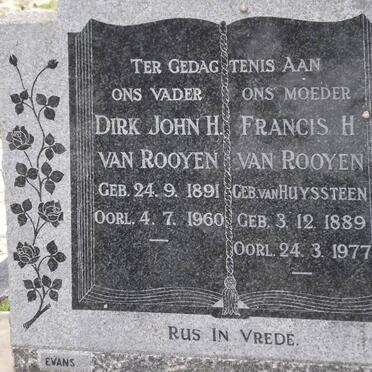 TER GEDAGTENIS AAN
ONS VADER
DIRK JOHN H.
VAN ROOYEN
GEB. 24. 9. 1891
OORL. 4. 7. 1960
ONS MOEDER
FRANCIS H
VAN ROOYEN
GEB. VAN HUYSSTEEN
GEB. 3. 12. 1889
OORL. 24. 3. 1977
RUS IN VREDE.
EVANS